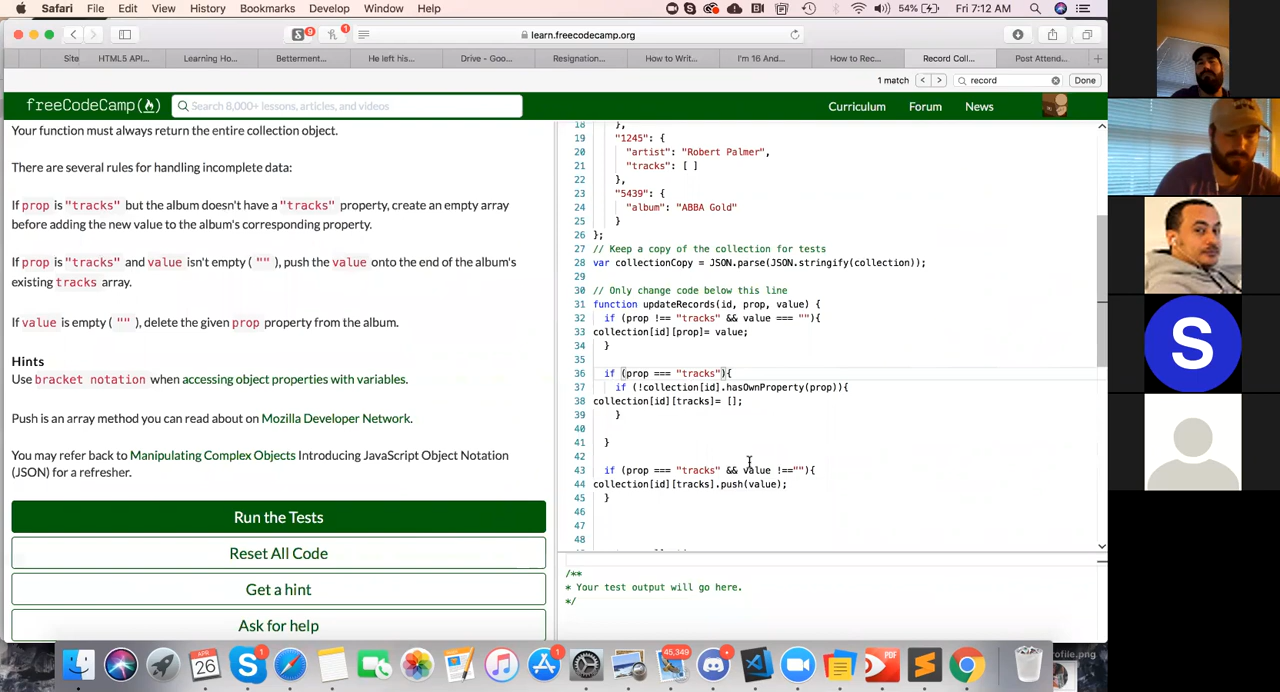 Safari File Edit View History Bookmarks Develop Window Help 54% Fri 7:12 AM
9 1 learn.freecodecamp.org
Site HTML5 API... Learning Ho... Betterment... He left his... Drive - Goo... Resignation... How to Writ... I'm 16 And... How to Rec... Record Coll... Post Attend...
1 match record Done
freeCodeCamp Search 8,000+ lessons, articles, and videos Curriculum Forum News
Your function must always return the entire collection object.
There are several rules for handling incomplete data:
If prop is "tracks" but the album doesn't have a "tracks" property, create an empty array
before adding the new value to the album's corresponding property.
If prop is "tracks" and value isn't empty ( "" ), push the value onto the end of the album's
existing tracks array.
If value is empty ( "" ), delete the given prop property from the album.
Hints
Use bracket notation when accessing object properties with variables.
Push is an array method you can read about on Mozilla Developer Network.
You may refer back to Manipulating Complex Objects Introducing JavaScript Object Notation
(JSON) for a refresher.
Run the Tests
Reset All Code
Get a hint
Ask for help
18 },
19 "1245": {
20 "artist": "Robert Palmer",
21 "tracks": [ ]
22 },
23 "5439": {
24 "album": "ABBA Gold"
25 }
26 };
27 // Keep a copy of the collection for tests
28 var collectionCopy = JSON.parse(JSON.stringify(collection));
29
30 // Only change code below this line
31 function updateRecords(id, prop, value) {
32 if (prop !== "tracks" && value === ""){
33 collection[id][prop]= value;
34 }
35
36 if (prop === "tracks"){
37 if (!collection[id].hasOwnProperty(prop)){
38 collection[id][tracks]= [];
39 }
40
41 }
42
43 if (prop === "tracks" && value !==""){
44 collection[id][tracks].push(value);
45 }
46
47
48
/**
* Your test output will go here.
*/
S
APR 26 1 1 45,349 PDF
rofile.png